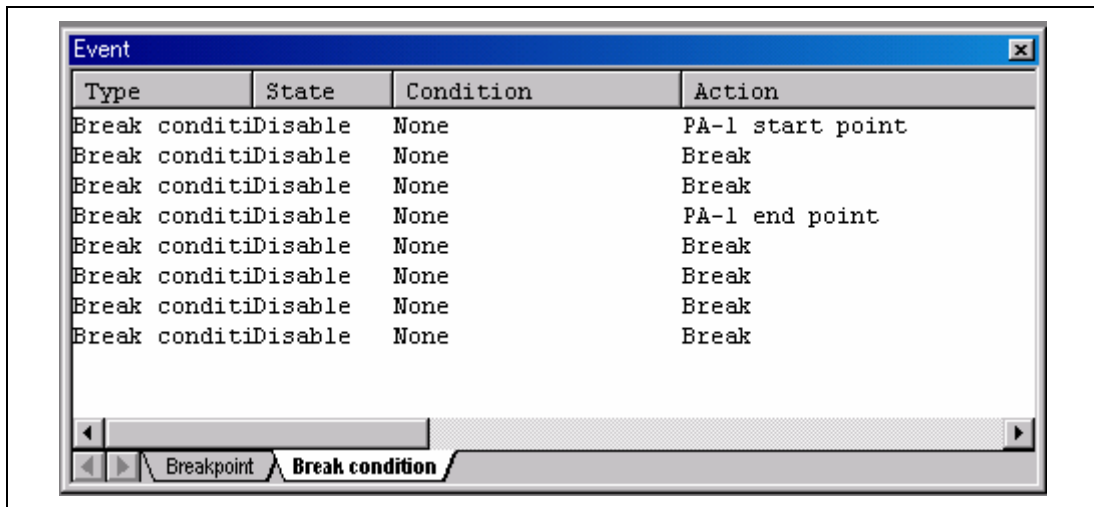 Event
Type State Condition Action
Break conditiDisable None PA-1 start point
Break conditiDisable None Break
Break conditiDisable None Break
Break conditiDisable None PA-1 end point
Break conditiDisable None Break
Break conditiDisable None Break
Break conditiDisable None Break
Break conditiDisable None Break
Breakpoint Break condition